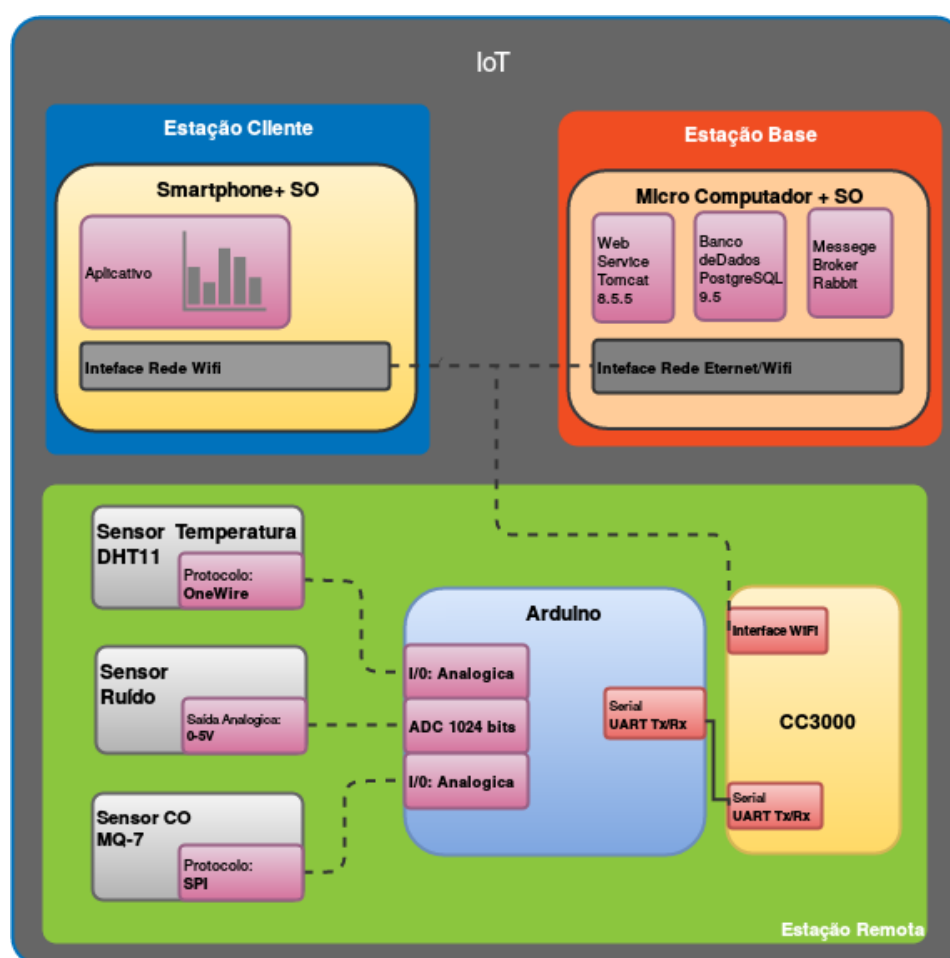 IoT
Estação Cliente
Smartphone+ SO
Aplicativo
Inteface Rede Wifi
Estação Base
Micro Computador + SO
Web
Service
Tomcat
8.5.5
Banco
deDados
PostgreSQL
9.5
Messege
Broker
Rabbit
Inteface Rede Eternet/Wifi
Sensor Temperatura
DHT11
Protocolo:
OneWire
Sensor
Ruído
Saída Analogica:
0-5V
Sensor CO
MQ-7
Protocolo:
SPI
Arduino
I/0: Analogica
ADC 1024 bits
I/0: Analogica
Serial
UART Tx/Rx
Interface WIFI
CC3000
Serial
UART Tx/Rx
Estação Remota